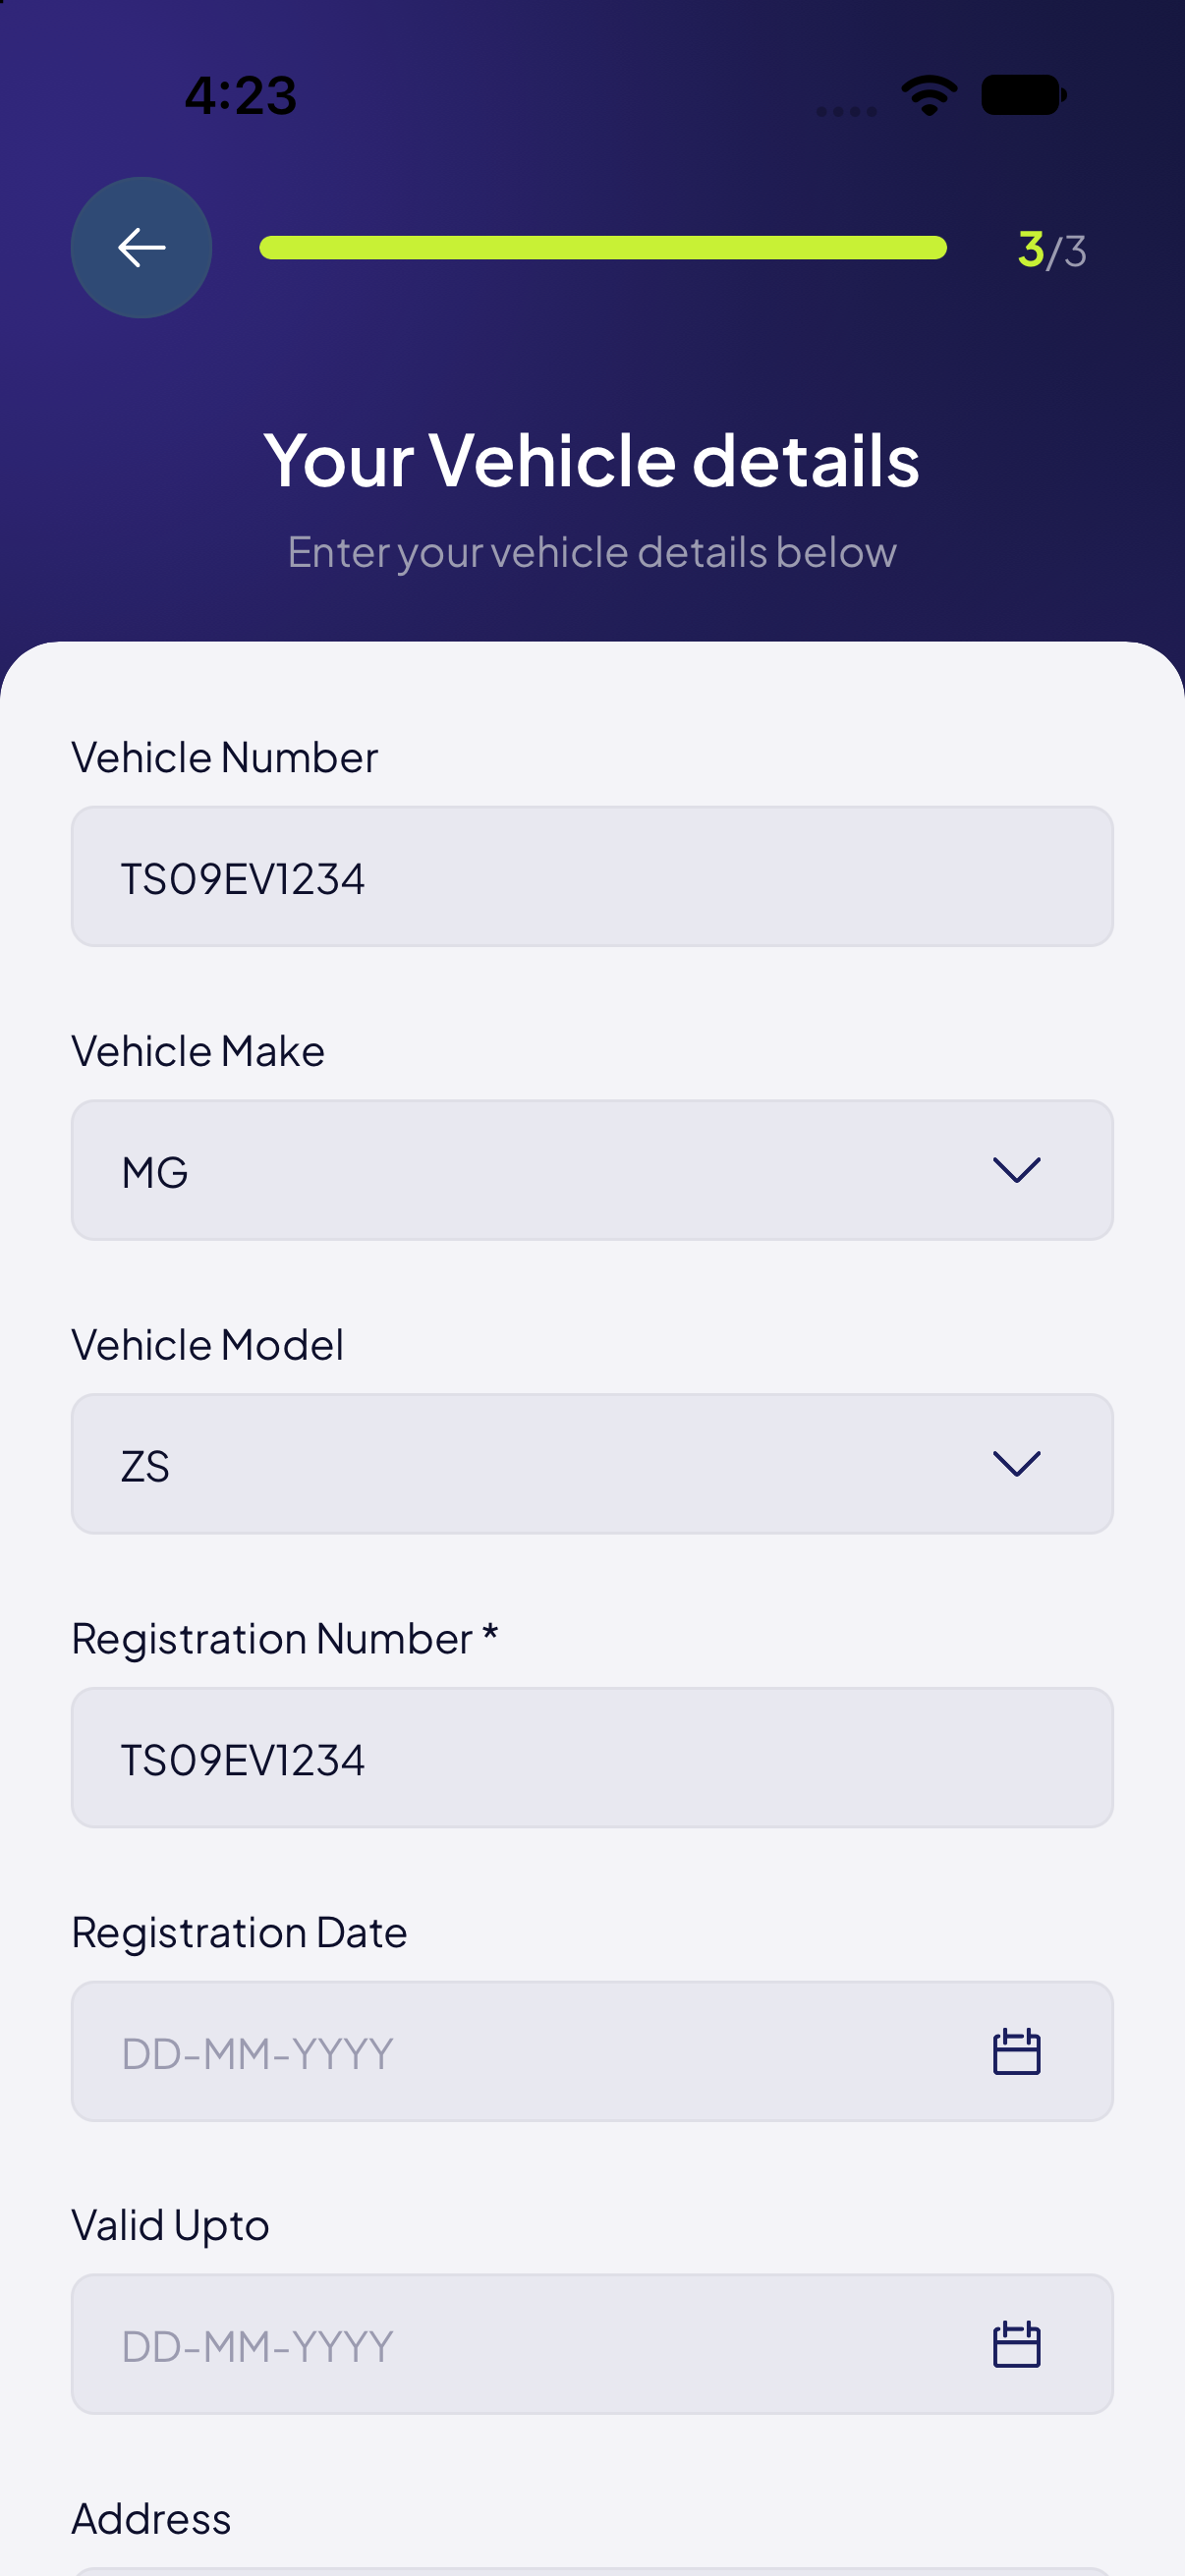 4:23
3/3
Your Vehicle details
Enter your vehicle details below
Vehicle Number
TS09EV1234
Vehicle Make
MG
Vehicle Model
ZS
Registration Number *
TS09EV1234
Registration Date
DD-MM-YYYY
Valid Upto
DD-MM-YYYY
Address